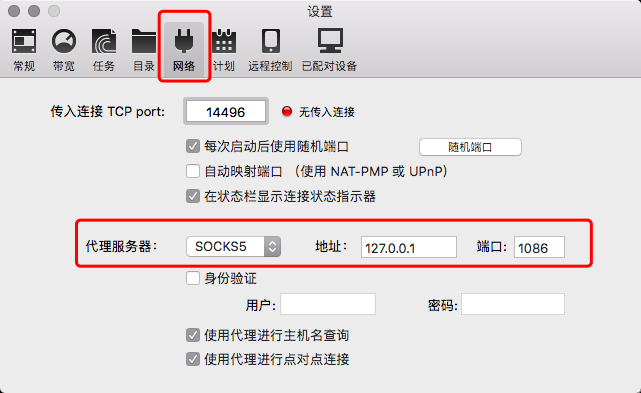 设置
常规 带宽 任务 目录 网络 计划 远程控制 已配对设备
传入连接 TCP port: 14496 无传入连接
每次启动后使用随机端口 随机端口
自动映射端口 （使用 NAT-PMP 或 UPnP)
在状态栏显示连接状态指示器
代理服务器： SOCKS5 地址： 127.0.0.1 端口: 1086
身份验证
用户: 密码:
使用代理进行主机名查询
使用代理进行点对点连接